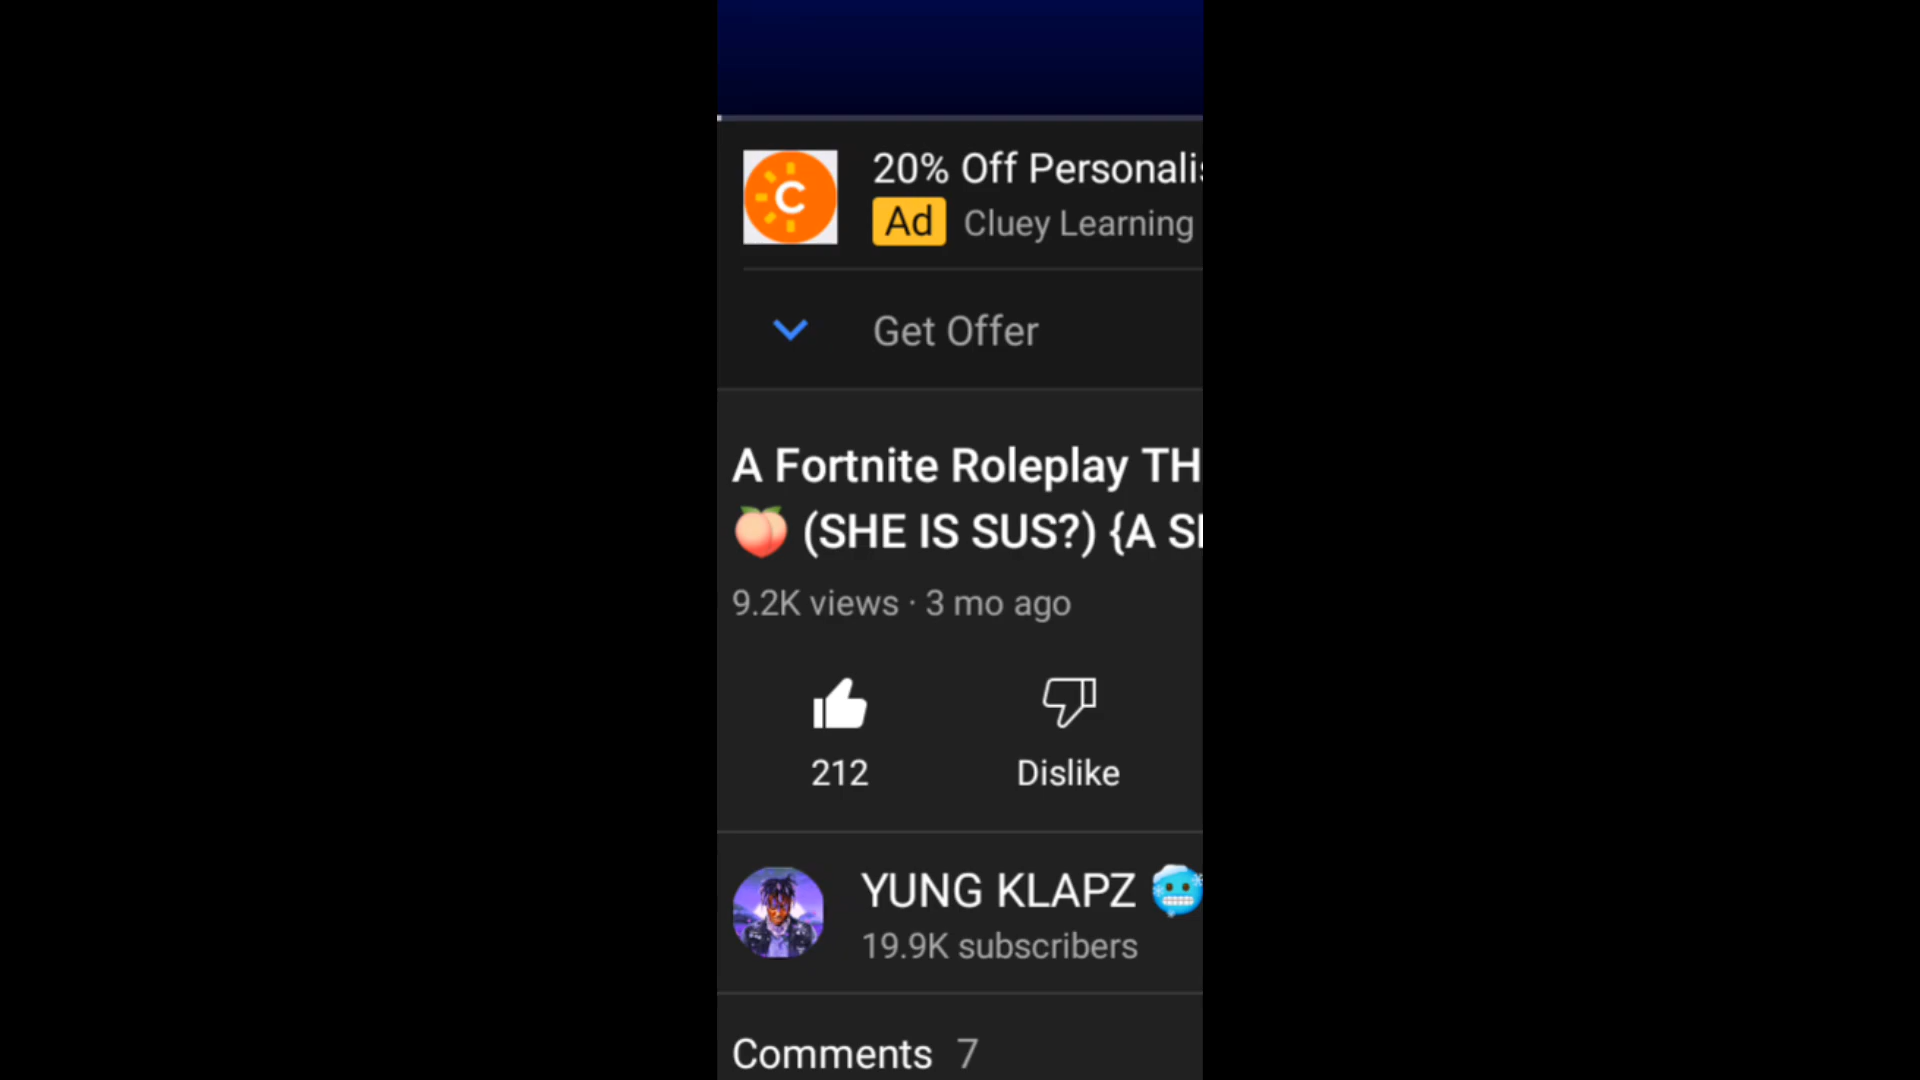 C
20% Off Personalis
Ad Cluey Learning
Get Offer
A Fortnite Roleplay TH
🍑 (SHE IS SUS?) {A S
9.2K views · 3 mo ago
212 Dislike
YUNG KLAPZ 🥶
19.9K subscribers
Comments 7